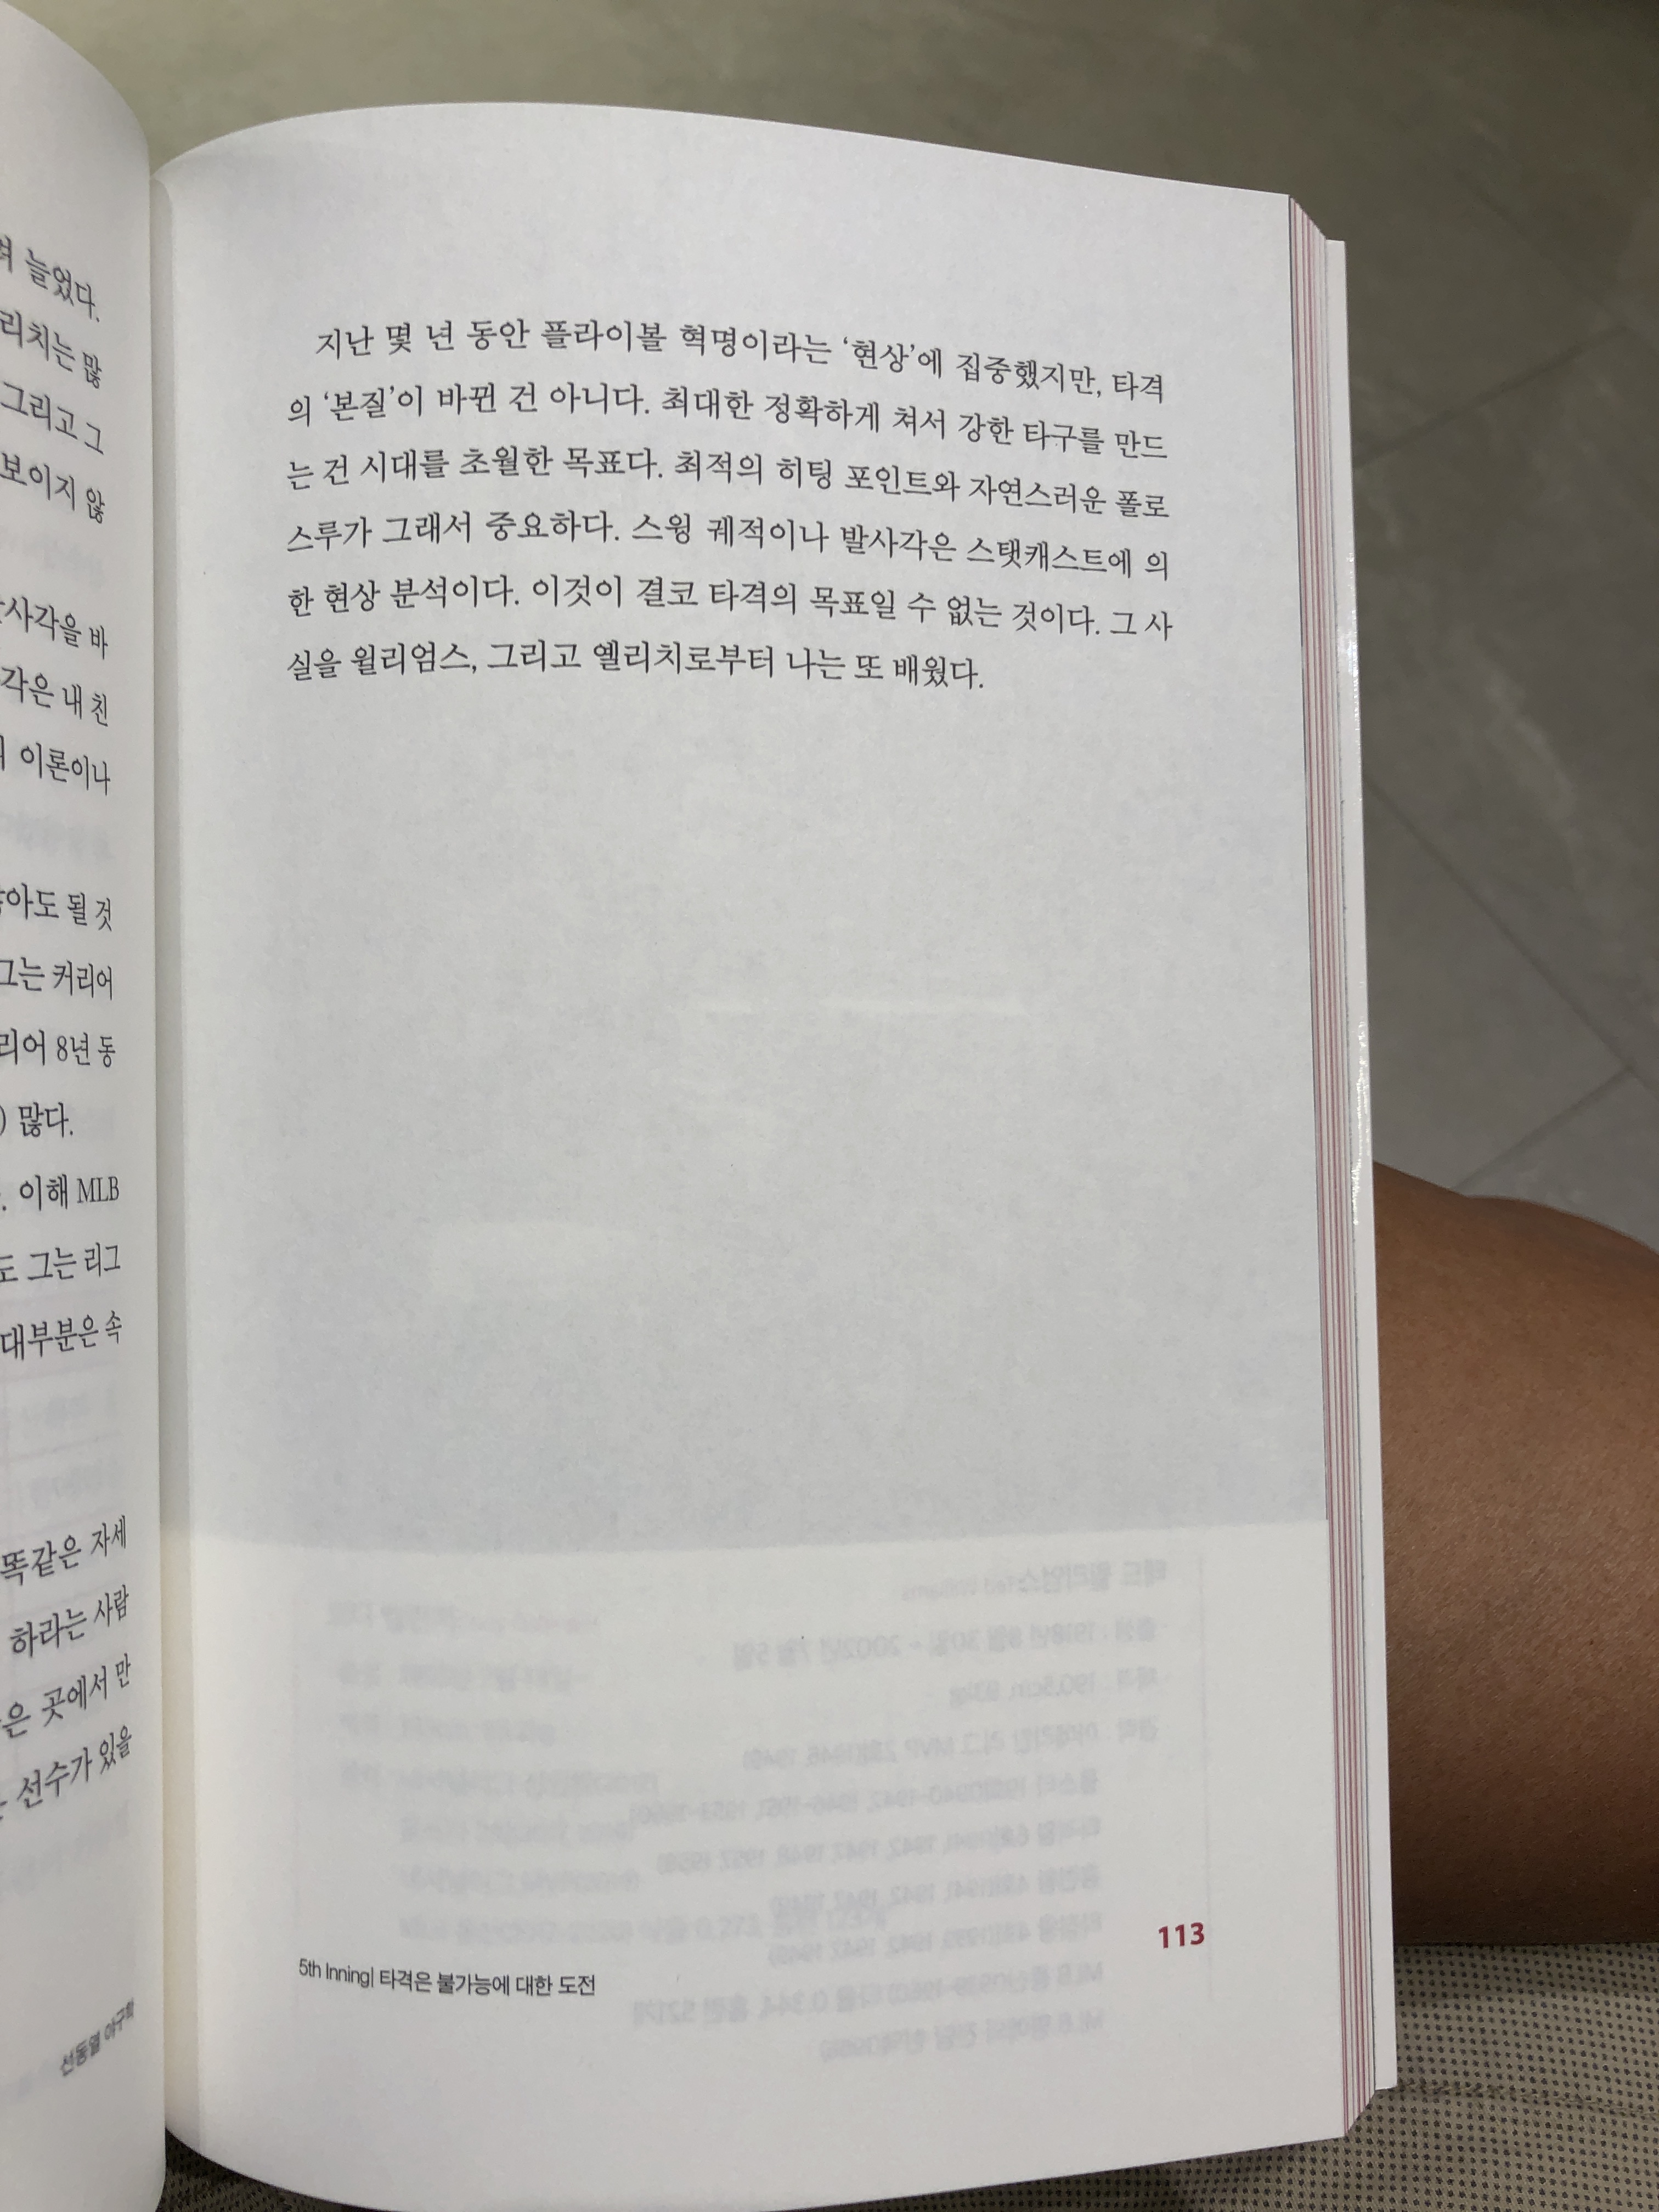 늘었다.
리치는 많
그리고 그
보이지 않
사각을 바
각은 내 친
이론이나
아도 될 것
그는 커리어
리어 8년 동
) 많다.
. 이해 MLB
도 그는 리그
대부분은 속
똑같은 자세
하라는 사람
은 곳에서 만
선수가 있을
선동열 야구학
지난 몇 년 동안 플라이볼 혁명이라는 ‘현상’에 집중했지만, 타격
의 ‘본질’이 바뀐 건 아니다. 최대한 정확하게 쳐서 강한 타구를 만드
는 건 시대를 초월한 목표다. 최적의 히팅 포인트와 자연스러운 폴로
스루가 그래서 중요하다. 스윙 궤적이나 발사각은 스탯캐스트에 의
한 현상 분석이다. 이것이 결코 타격의 목표일 수 없는 것이다. 그 사
실을 윌리엄스, 그리고 옐리치로부터 나는 또 배웠다.
5th Inning| 타격은 불가능에 대한 도전
113